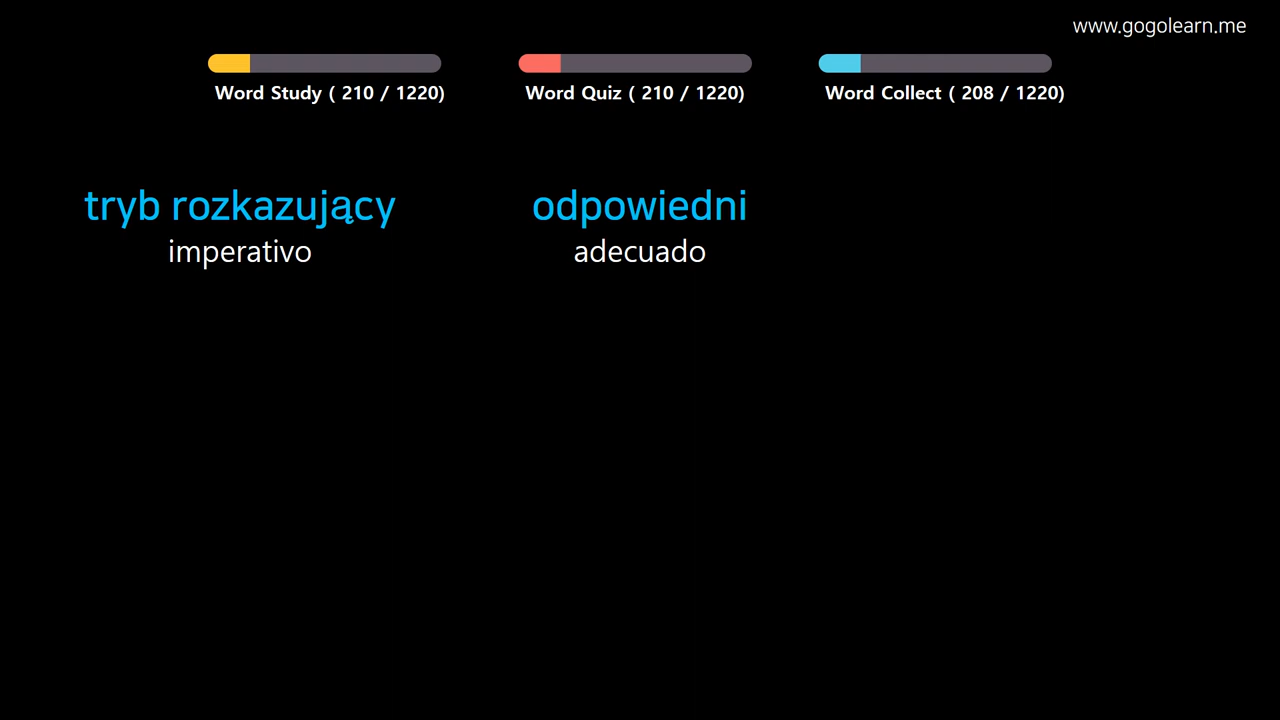 www.gogolearn.me
Word Study ( 210 / 1220)
Word Quiz ( 210 / 1220)
Word Collect ( 208 / 1220)
tryb rozkazujący
imperativo
odpowiedni
adecuado